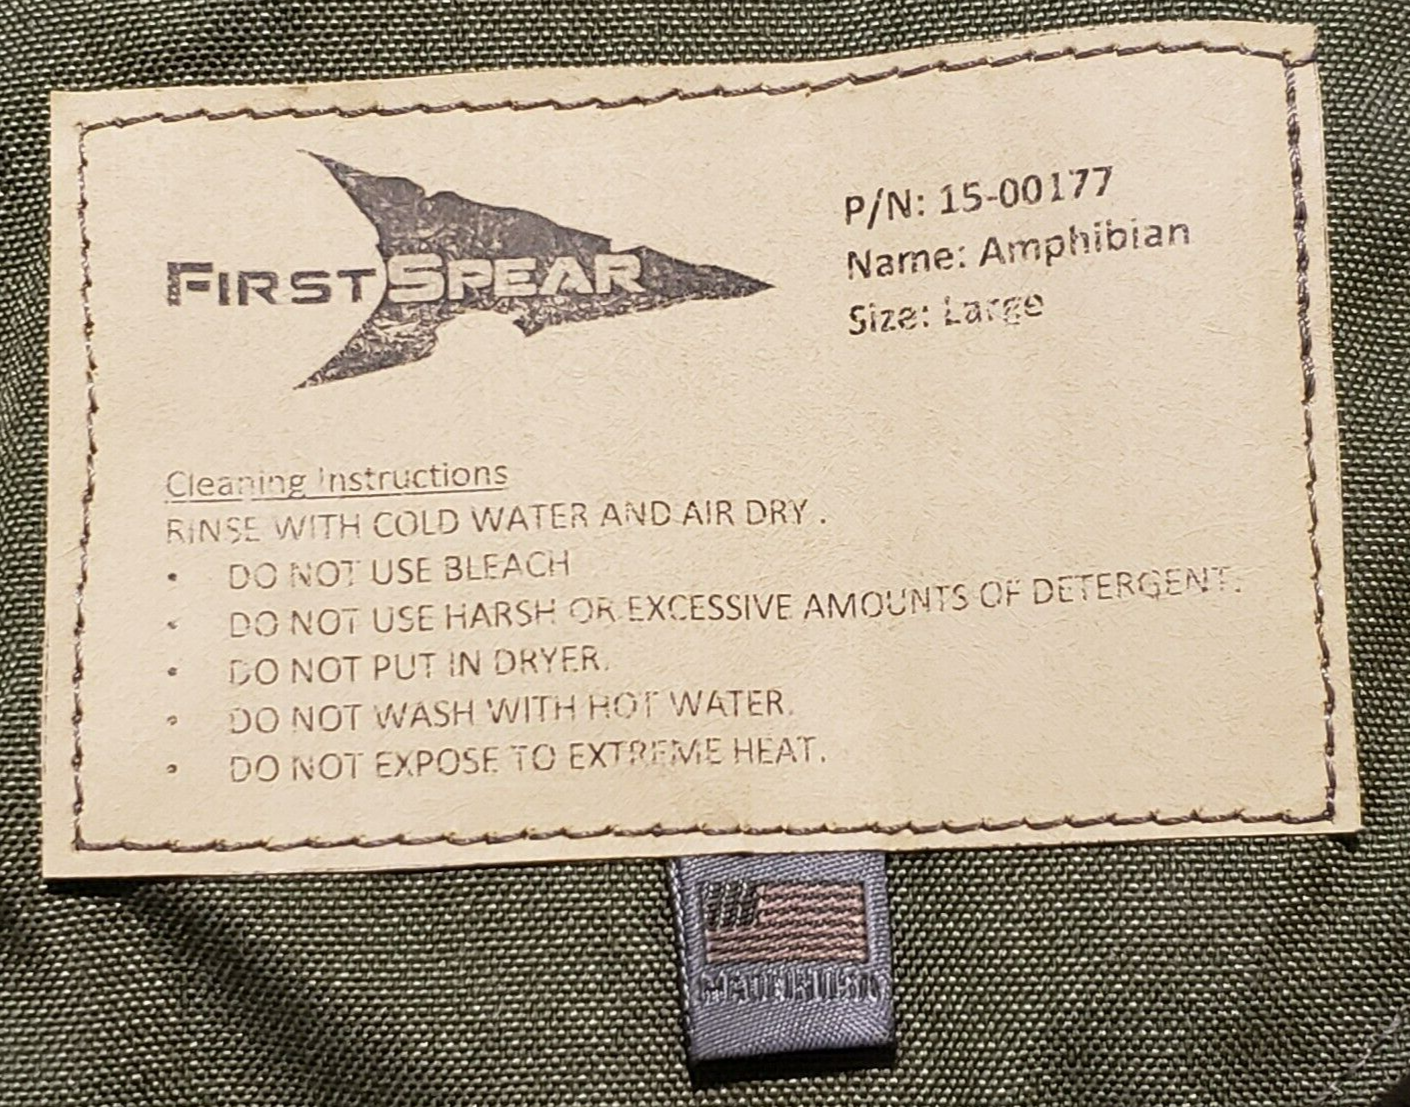 FIRSTSPEAR
P/N: 15-00177
Name: Amphibian
Size: Large
Cleaning Instructions
RINSE WITH COLD WATER AND AIR DRY .
• DO NOT USE BLEACH
• DO NOT USE HARSH OR EXCESSIVE AMOUNTS OF DETERGENT.
• DO NOT PUT IN DRYER.
• DO NOT WASH WITH HOT WATER.
• DO NOT EXPOSE TO EXTREME HEAT.
MADE IN USA